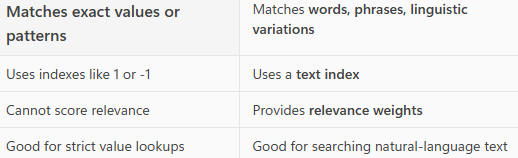 Matches exact values or
patterns
Matches words, phrases, linguistic
variations
Uses indexes like 1 or -1
Uses a text index
Cannot score relevance
Provides relevance weights
Good for strict value lookups
Good for searching natural-language text